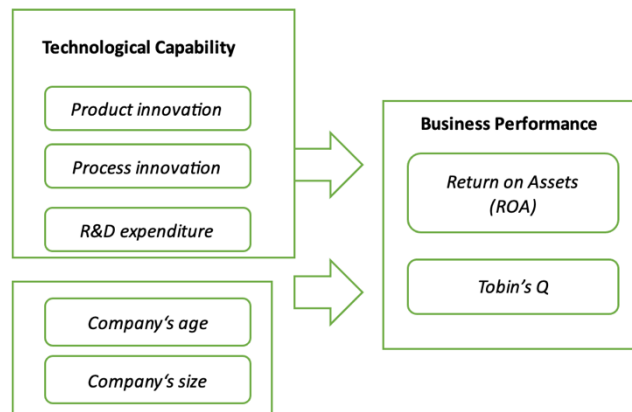 Technological Capability
Product innovation
Process innovation
R&D expenditure
Company's age
Company's size
Business Performance
Return on Assets
(ROA)
Tobin's Q